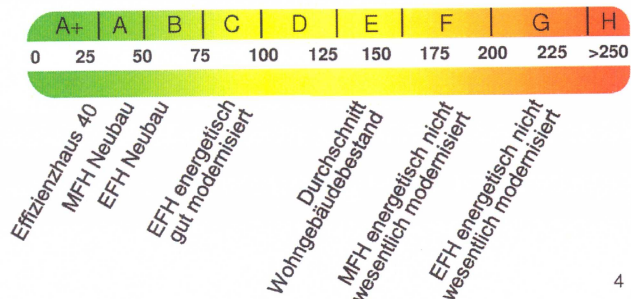 A+ A B C D E F G H
0 25 50 75 100 125 150 175 200 225 >250
Effizienzhaus 40
MFH Neubau
EFH Neubau
EFH energetisch
gut modernisiert
Durchschnitt
Wohngebäudebestand
MFH energetisch nicht
wesentlich modernisiert
EFH energetisch nicht
wesentlich modernisiert
4